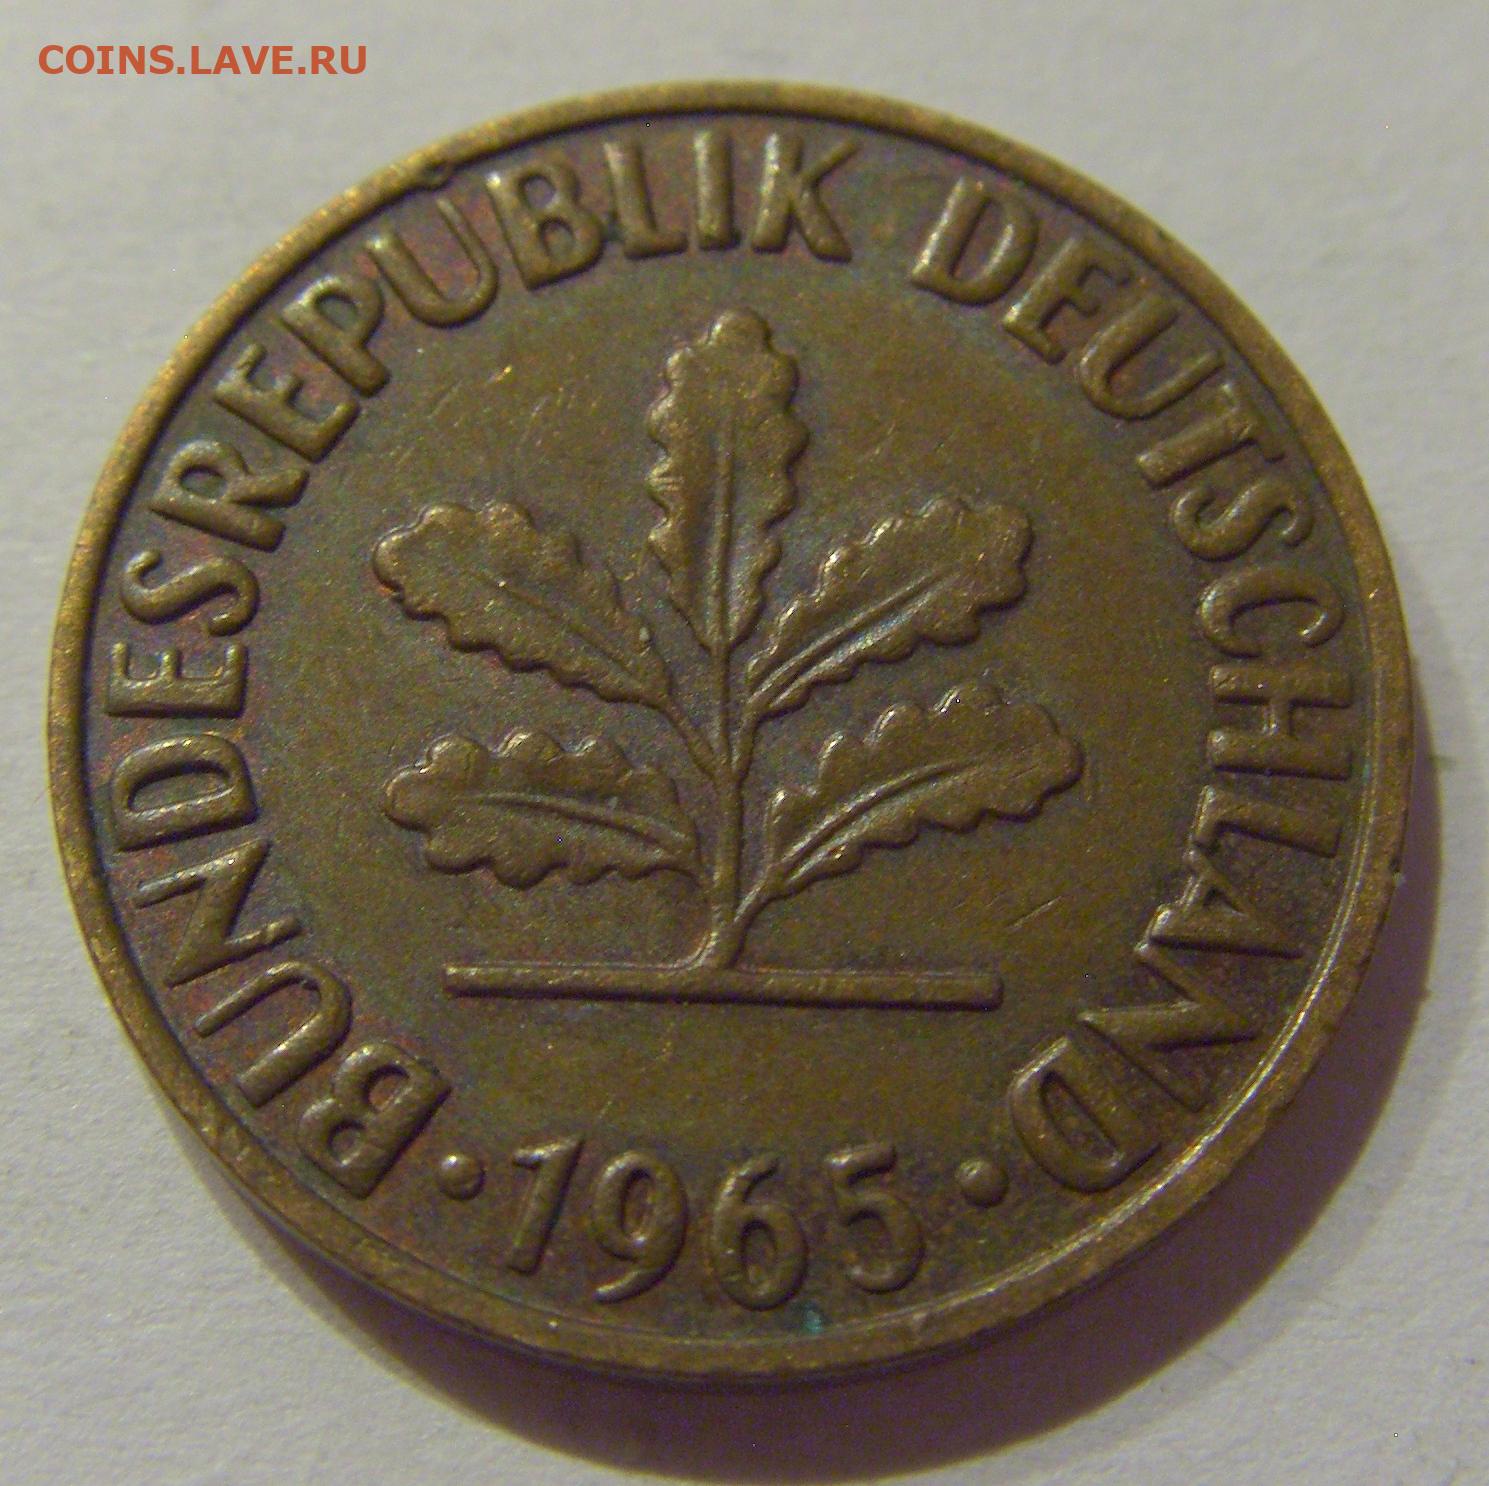 COINS.LAVE.RU
BUNDESREPUBLIK DEUTSCHLAND
· 1965 ·